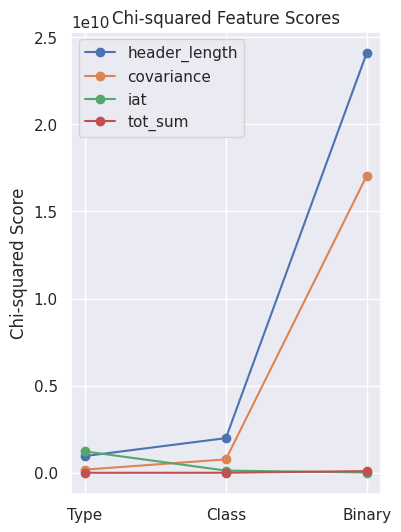 Chi-squared Feature Scores
1e10
header_length
covariance
iat
tot_sum
Chi-squared Score
2.5
2.0
1.5
1.0
0.5
0.0
Type Class Binary